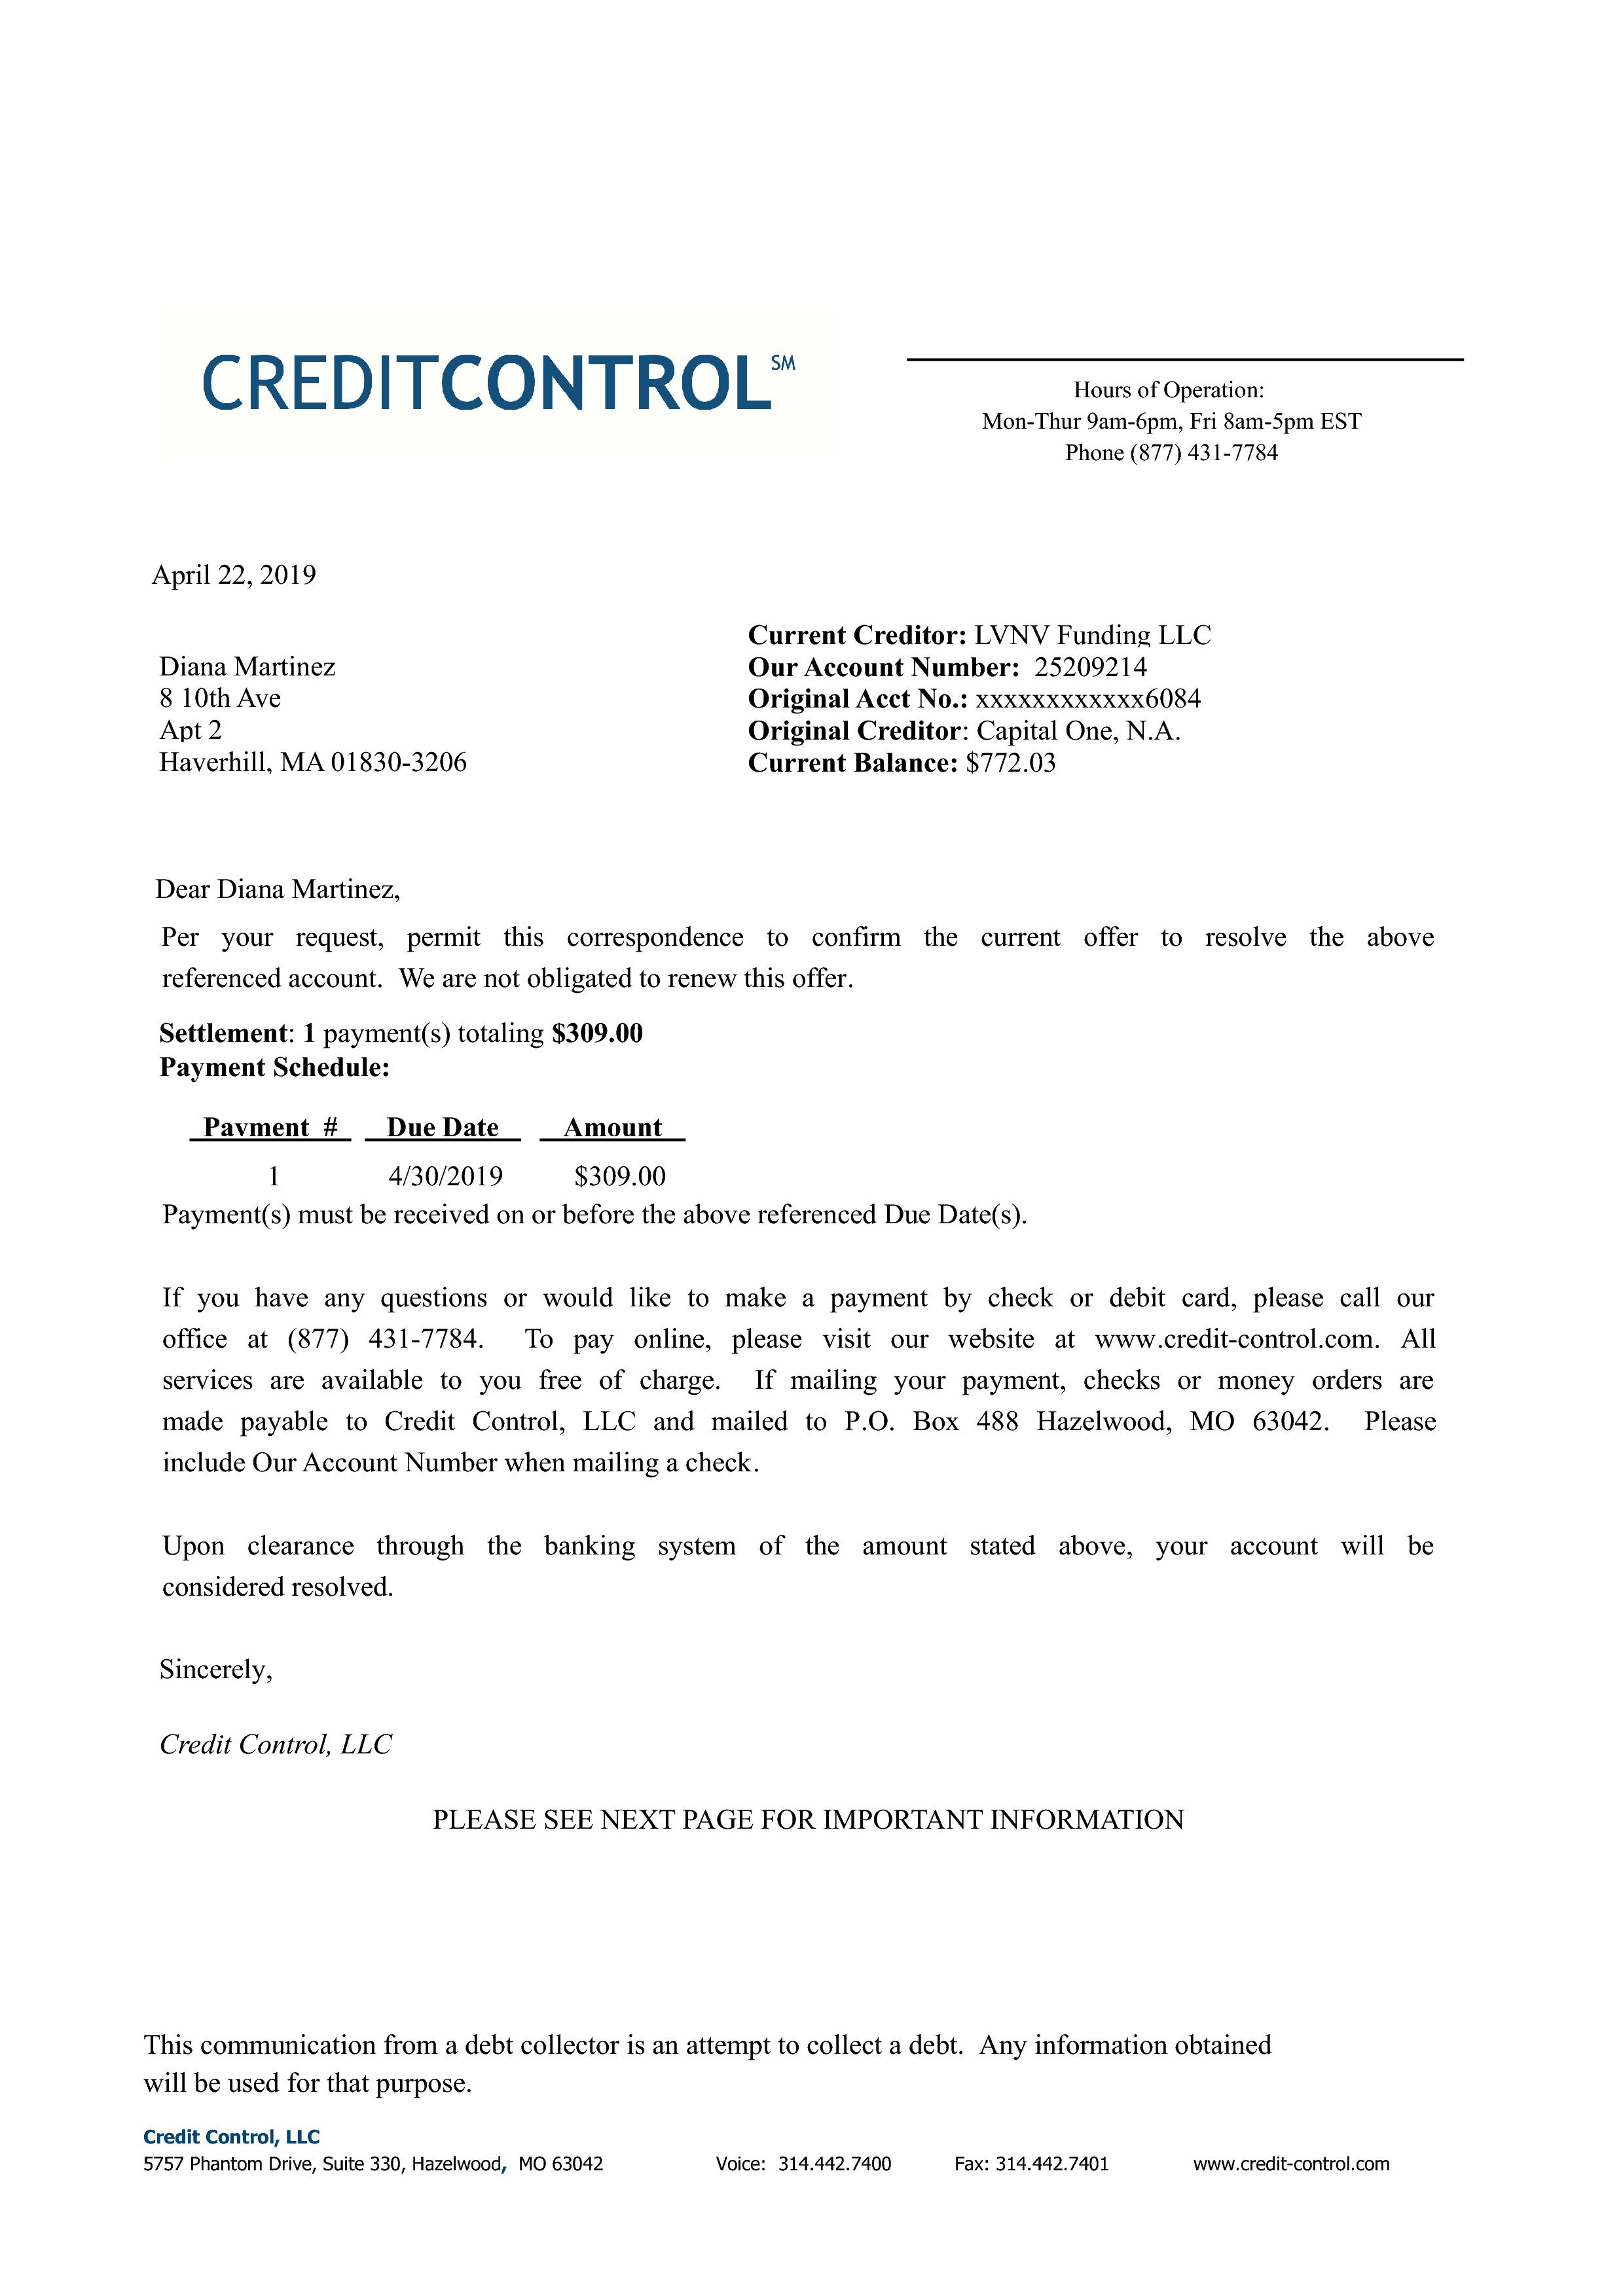 CREDITCONTROL SM
Hours of Operation:
Mon-Thur 9am-6pm, Fri 8am-5pm EST
Phone (877) 431-7784
April 22, 2019
Current Creditor: LVNV Funding LLC
Diana Martinez
Our Account Number: 25209214
8 10th Ave
Original Acct No.: xxxxxxxxxxxx6084
Apt 2
Original Creditor: Capital One, N.A.
Haverhill, MA 01830-3206
Current Balance: $772.03
Dear Diana Martinez,
Per your request, permit this correspondence to confirm the current offer to resolve the above
referenced account. We are not obligated to renew this offer.
Settlement: 1 payment(s) totaling $309.00
Payment Schedule:
Payment # Due Date Amount
1 4/30/2019 $309.00
Payment(s) must be received on or before the above referenced Due Date(s).
If you have any questions or would like to make a payment by check or debit card, please call our
office at (877) 431-7784. To pay online, please visit our website at www.credit-control.com. All
services are available to you free of charge. If mailing your payment, checks or money orders are
made payable to Credit Control, LLC and mailed to P.O. Box 488 Hazelwood, MO 63042. Please
include Our Account Number when mailing a check.
Upon clearance through the banking system of the amount stated above, your account will be
considered resolved.
Sincerely,
Credit Control, LLC
PLEASE SEE NEXT PAGE FOR IMPORTANT INFORMATION
This communication from a debt collector is an attempt to collect a debt. Any information obtained
will be used for that purpose.
Credit Control, LLC
5757 Phantom Drive, Suite 330, Hazelwood, MO 63042 Voice: 314.442.7400 Fax: 314.442.7401 www.credit-control.com